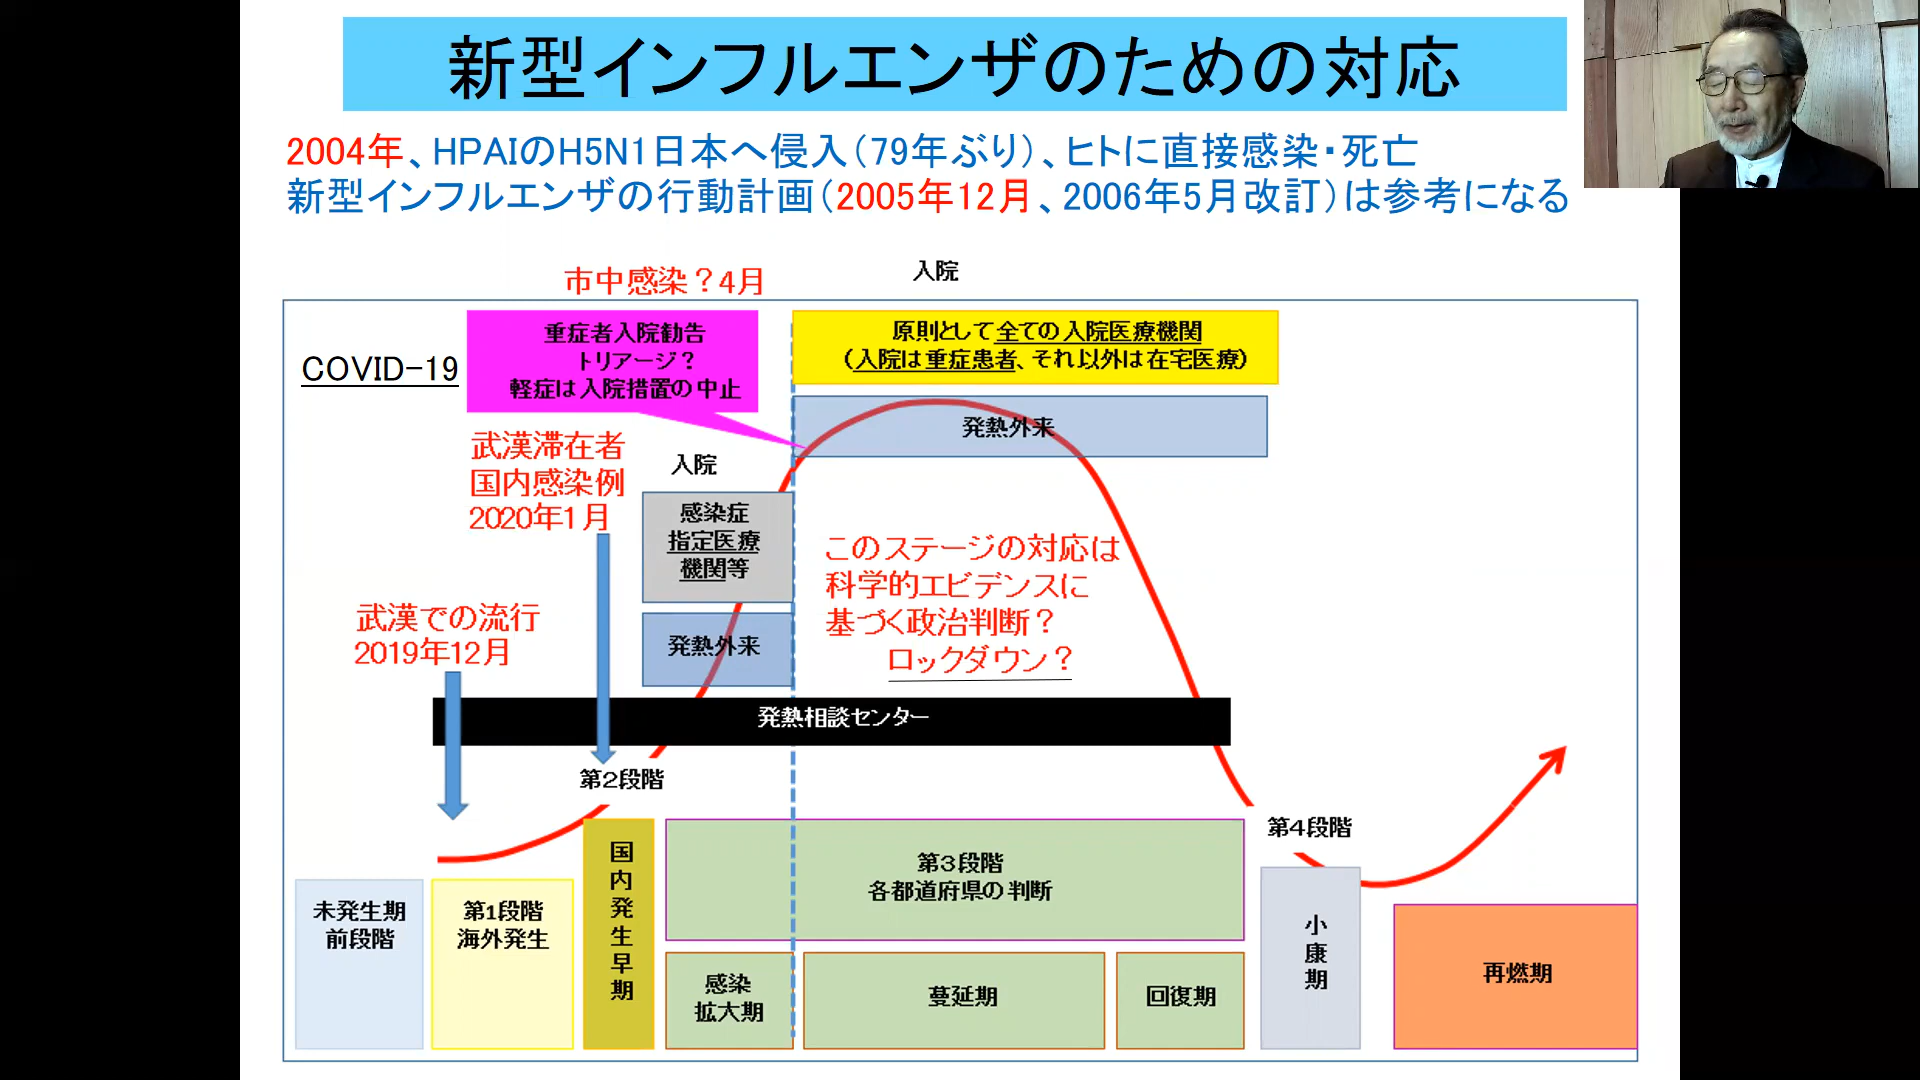 新型インフルエンザのための対応
2004年、HPAIのH5N1日本へ侵入（79年ぶり）、ヒトに直接感染・死亡
新型インフルエンザの行動計画（2005年12月、2006年5月改訂）は参考になる
市中感染？4月
入院
COVID-19
重症者入院勧告
トリアージ？
軽症は入院措置の中止
原則として全ての入院医療機関
（入院は重症患者、それ以外は在宅医療）
発熱外来
武漢滞在者
国内感染例
2020年1月
入院
感染症
指定医療
機関等
発熱外来
このステージの対応は
科学的エビデンスに
基づく政治判断？
ロックダウン？
武漢での流行
2019年12月
発熱相談センター
第2段階
第4段階
未発生期
前段階
第1段階
海外発生
国内発生早期
第3段階
各都道府県の判断
感染
拡大期
蔓延期
回復期
小康期
再燃期